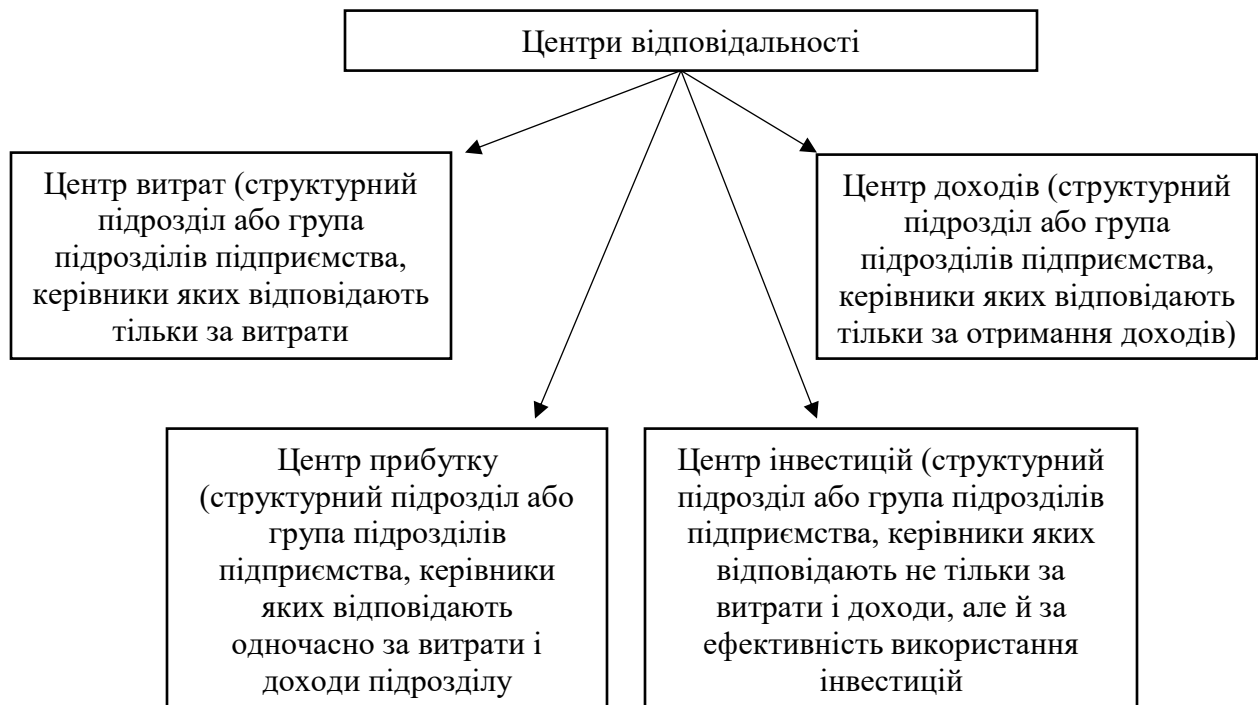 Центри відповідальності
Центр витрат (структурний
підрозділ або група
підрозділів підприємства,
керівники яких відповідають
тільки за витрати
Центр доходів (структурний
підрозділ або група
підрозділів підприємства,
керівники яких відповідають
тільки за отримання доходів)
Центр прибутку
(структурний підрозділ або
група підрозділів
підприємства, керівники
яких відповідають
одночасно за витрати і
доходи підрозділу
Центр інвестицій (структурний
підрозділ або група підрозділів
підприємства, керівники яких
відповідають не тільки за
витрати і доходи, але й за
ефективність використання
інвестицій